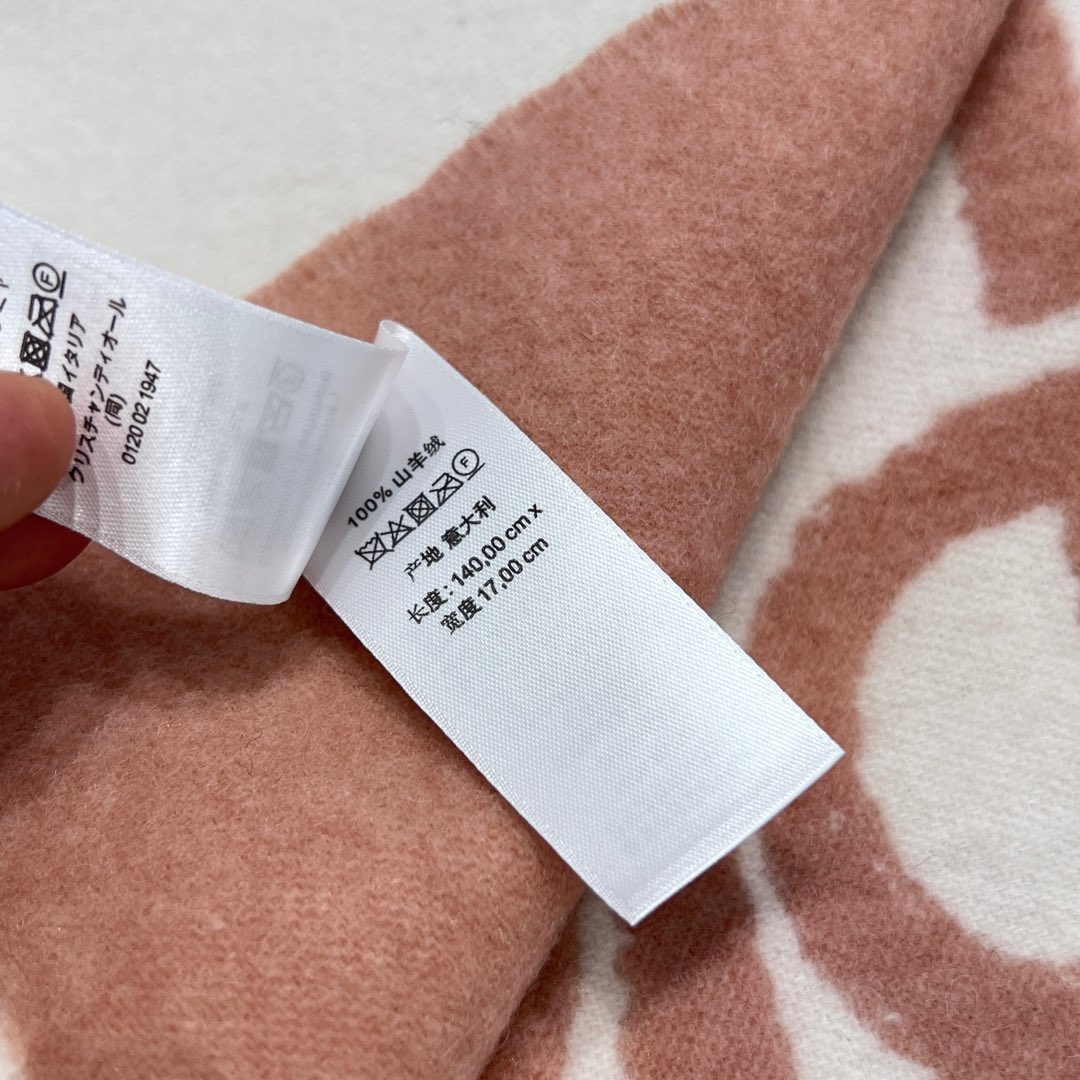 イタリア
クリスチャンディオール
(同)
0120 02 1947
100% 山羊绒
F
产地 意大利
长度: 140,00 cm x
宽度 17,00 cm